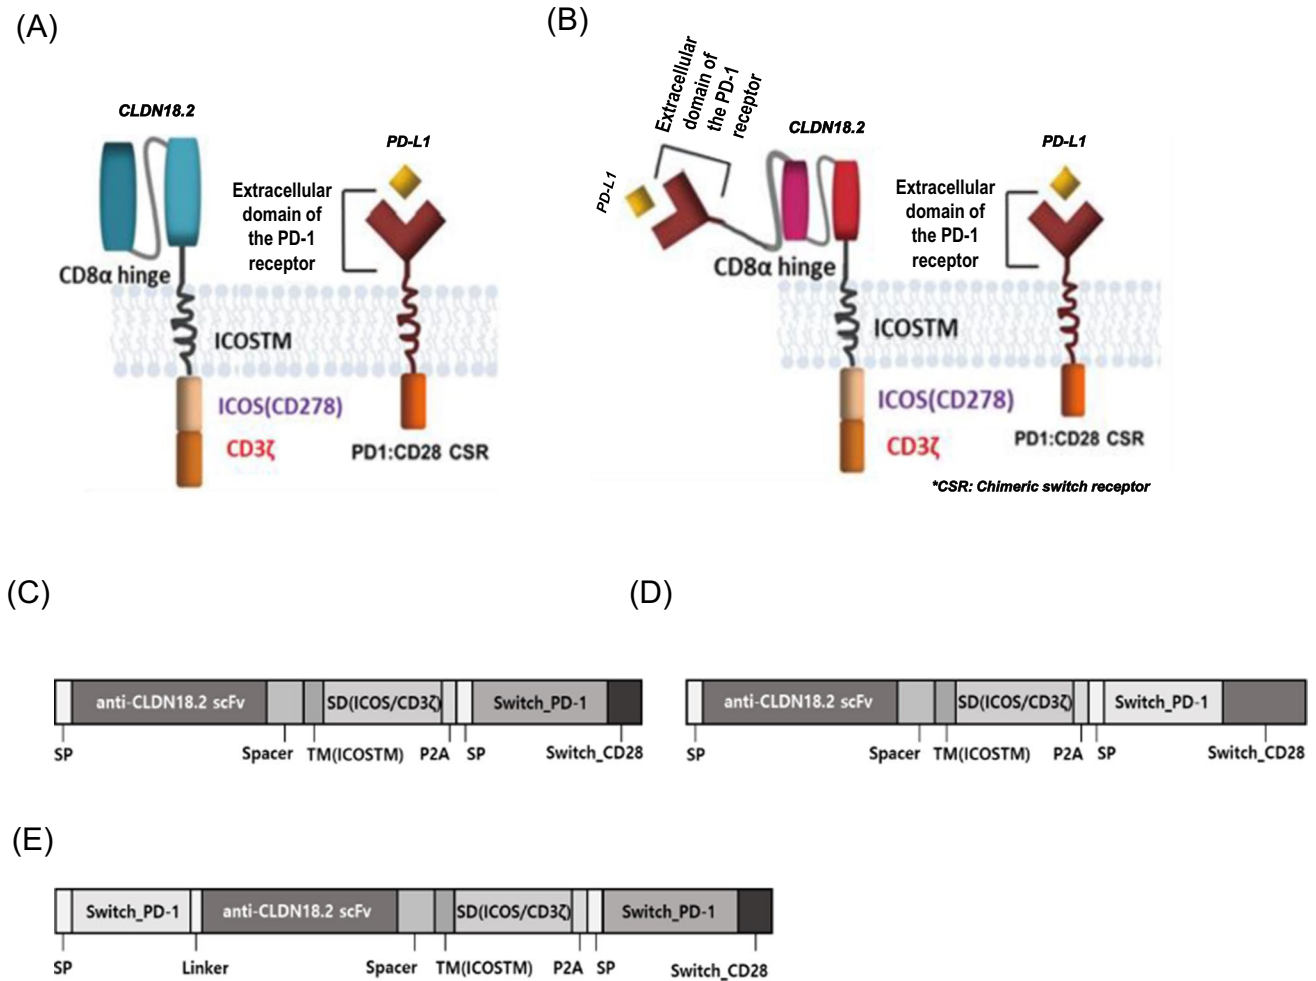 (A)
CLDN18.2
PD-L1
Extracellular
domain of
the PD-1
receptor
CD8α hinge
ICOSTM
ICOS(CD278)
CD3ζ
PD1:CD28 CSR
(B)
Extracellular
domain of
the PD-1
receptor
PD-L1
CLDN18.2
PD-L1
Extracellular
domain of
the PD-1
receptor
CD8α hinge
ICOSTM
ICOS(CD278)
CD3ζ
PD1:CD28 CSR
*CSR: Chimeric switch receptor
(C)
anti-CLDN18.2 scFv
SD(ICOS/CD3ζ)
Switch_PD-1
SP
Spacer
TM(ICOSTM)
P2A
SP
Switch_CD28
(D)
anti-CLDN18.2 scFv
SD(ICOS/CD3ζ)
Switch_PD-1
SP
Spacer
TM(ICOSTM)
P2A
SP
Switch_CD28
(E)
Switch_PD-1
anti-CLDN18.2 scFv
SD(ICOS/CD3ζ)
Switch_PD-1
SP
Linker
Spacer
TM(ICOSTM)
P2A
SP
Switch_CD28